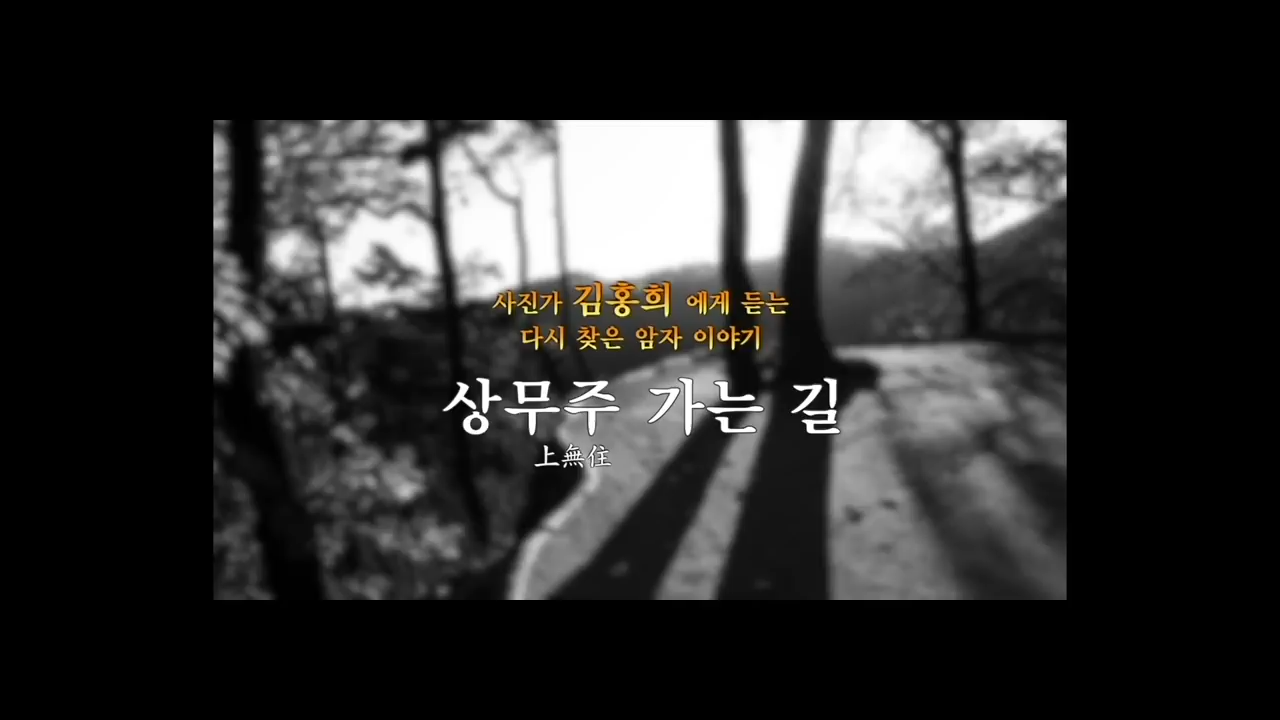 사진가 김홍희 에게 듣는
다시 찾은 암자 이야기
상무주 가는 길
上無住